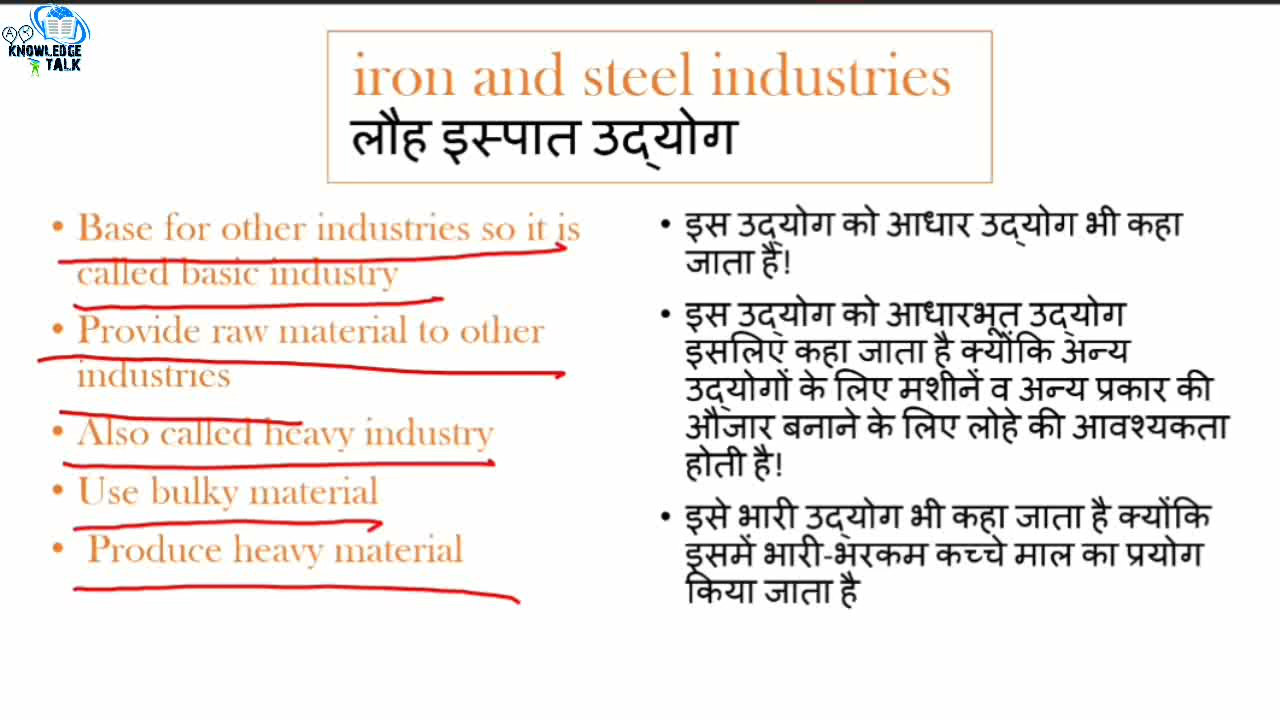 A K
KNOWLEDGE
TALK
iron and steel industries
लौह इस्पात उद्योग
• Base for other industries so it is
called basic industry
• Provide raw material to other
industries
• Also called heavy industry
• Use bulky material
• Produce heavy material
• इस उद्योग को आधार उद्योग भी कहा
जाता है!
• इस उद्योग को आधारभूत उद्योग
इसलिए कहा जाता है क्योंकि अन्य
उद्योगों के लिए मशीनें व अन्य प्रकार की
औजार बनाने के लिए लोहे की आवश्यकता
होती है!
• इसे भारी उद्योग भी कहा जाता है क्योंकि
इसमें भारी-भरकम कच्चे माल का प्रयोग
किया जाता है